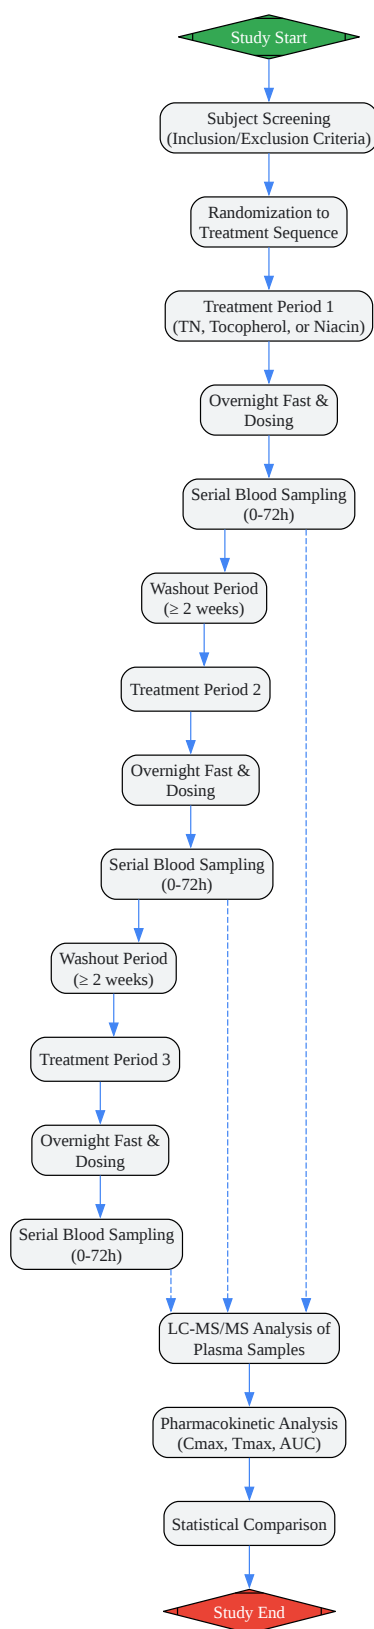 Study Start
Subject Screening
(Inclusion/Exclusion Criteria)
Randomization to
Treatment Sequence
Treatment Period 1
(TN, Tocopherol, or Niacin)
Overnight Fast &
Dosing
Serial Blood Sampling
(0-72h)
Washout Period
(≥ 2 weeks)
Treatment Period 2
Overnight Fast &
Dosing
Serial Blood Sampling
(0-72h)
Washout Period
(≥ 2 weeks)
Treatment Period 3
Overnight Fast &
Dosing
Serial Blood Sampling
(0-72h)
LC-MS/MS Analysis of
Plasma Samples
Pharmacokinetic Analysis
(Cmax, Tmax, AUC)
Statistical Comparison
Study End